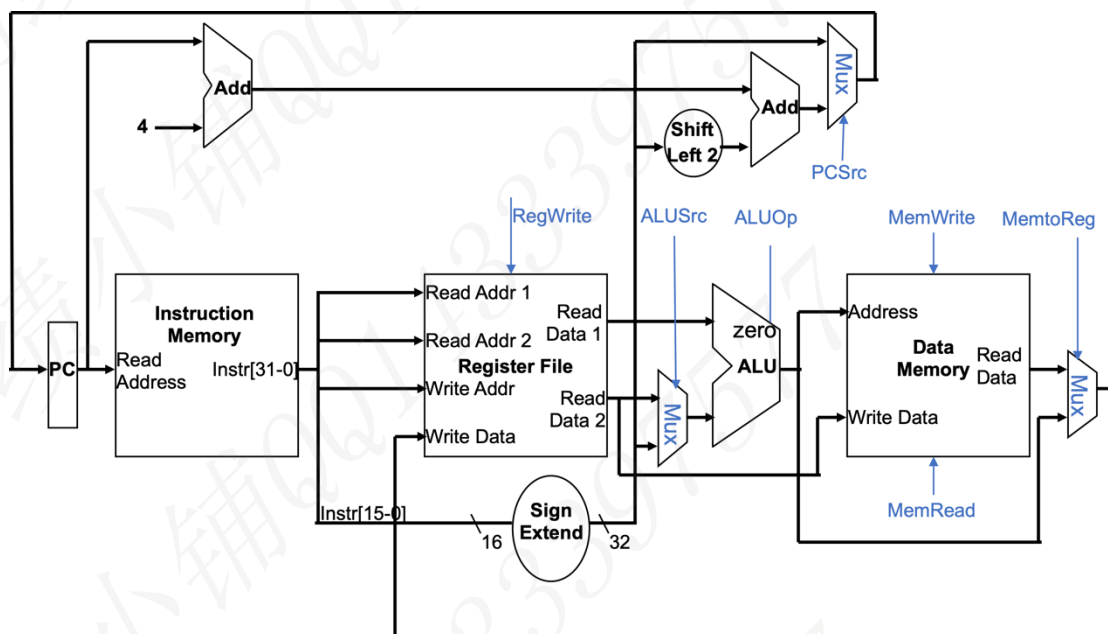 Add
4
Add
Mux
Shift
Left 2
PCSrc
RegWrite
ALUSrc
ALUOp
MemWrite
MemtoReg
PC
Instruction
Memory
Read
Address
Instr[31-0]
Read Addr 1
Read Addr 2
Register File
Write Addr
Write Data
Read
Data 1
Read
Data 2
Mux
zero
ALU
Address
Data
Memory
Read
Data
Write Data
Mux
MemRead
Instr[15-0]
16
Sign
Extend
32